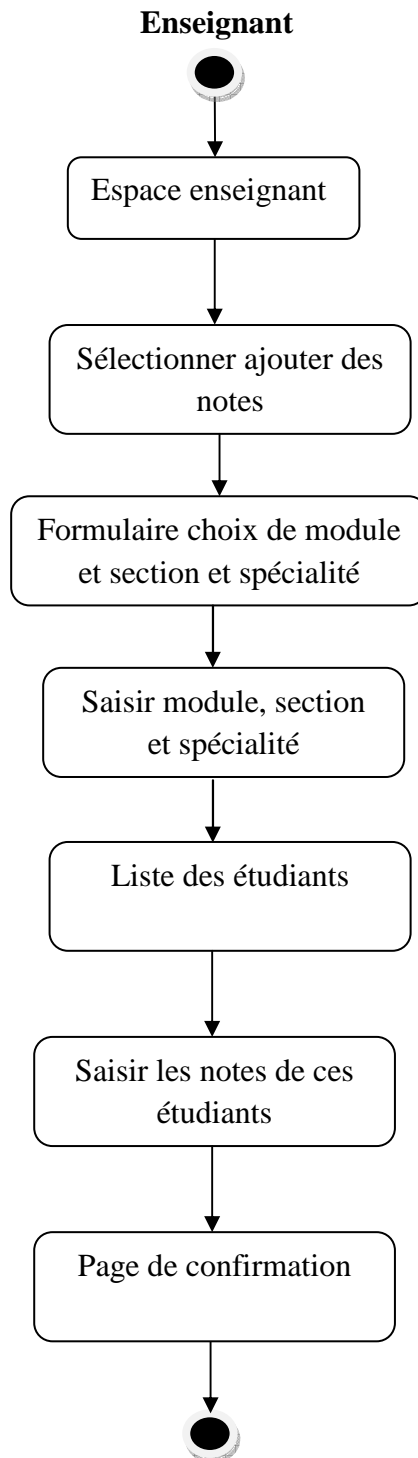 Enseignant
Espace enseignant
Sélectionner ajouter des
notes
Formulaire choix de module
et section et spécialité
Saisir module, section
et spécialité
Liste des étudiants
Saisir les notes de ces
étudiants
Page de confirmation